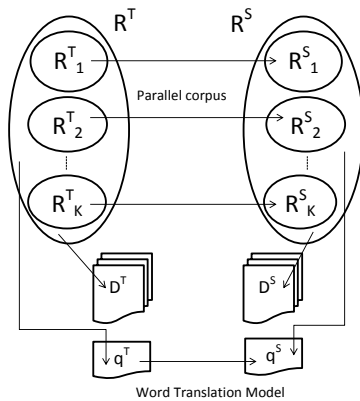 R^T R^S
R^T_1 R^S_1
Parallel corpus
R^T_2 R^S_2
R^T_K R^S_K
D^T D^S
q^T q^S
Word Translation Model